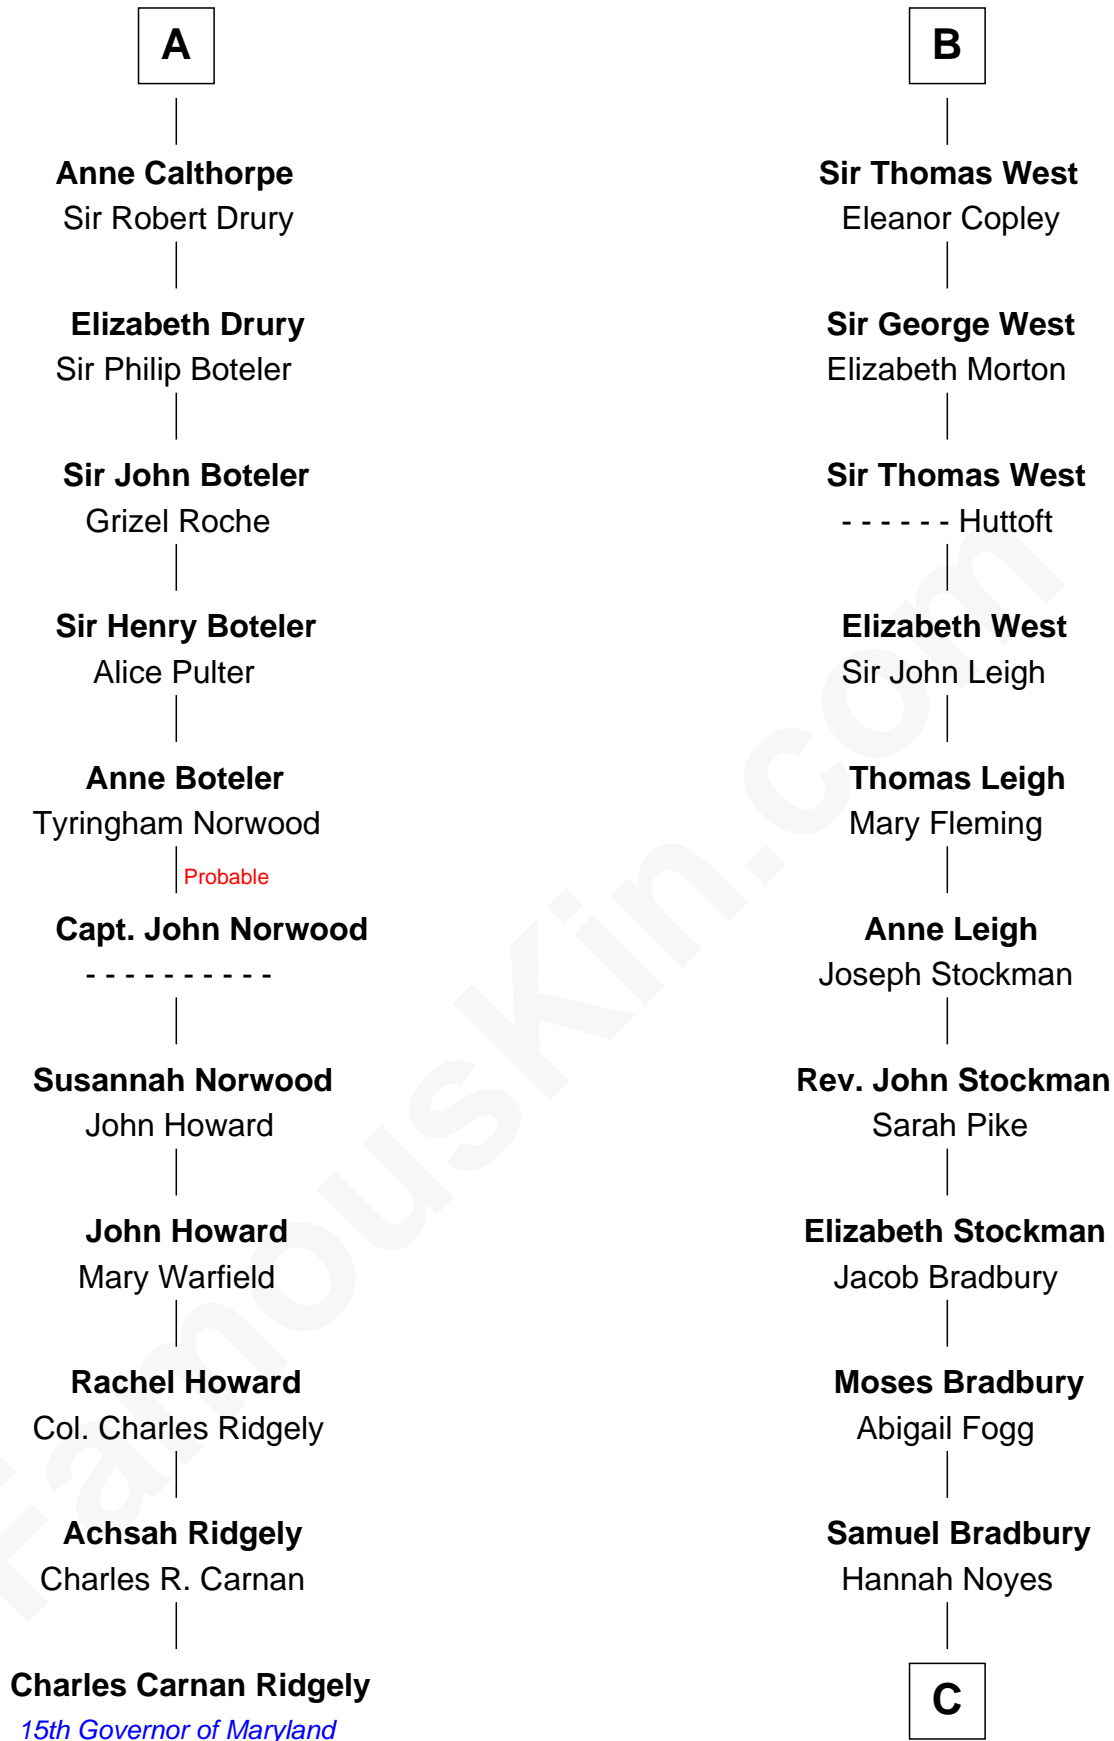 A
Anne Calthorpe
Sir Robert Drury
Elizabeth Drury
Sir Philip Boteler
Sir John Boteler
Grizel Roche
Sir Henry Boteler
Alice Pulter
Anne Boteler
Tyringham Norwood
Probable
Capt. John Norwood
- - - - - - - - - -
Susannah Norwood
John Howard
John Howard
Mary Warfield
Rachel Howard
Col. Charles Ridgely
Achsah Ridgely
Charles R. Carnan
Charles Carnan Ridgely
15th Governor of Maryland
B
Sir Thomas West
Eleanor Copley
Sir George West
Elizabeth Morton
Sir Thomas West
- - - - - - Huttoft
Elizabeth West
Sir John Leigh
Thomas Leigh
Mary Fleming
Anne Leigh
Joseph Stockman
Rev. John Stockman
Sarah Pike
Elizabeth Stockman
Jacob Bradbury
Moses Bradbury
Abigail Fogg
Samuel Bradbury
Hannah Noyes
C
FamousKin.com